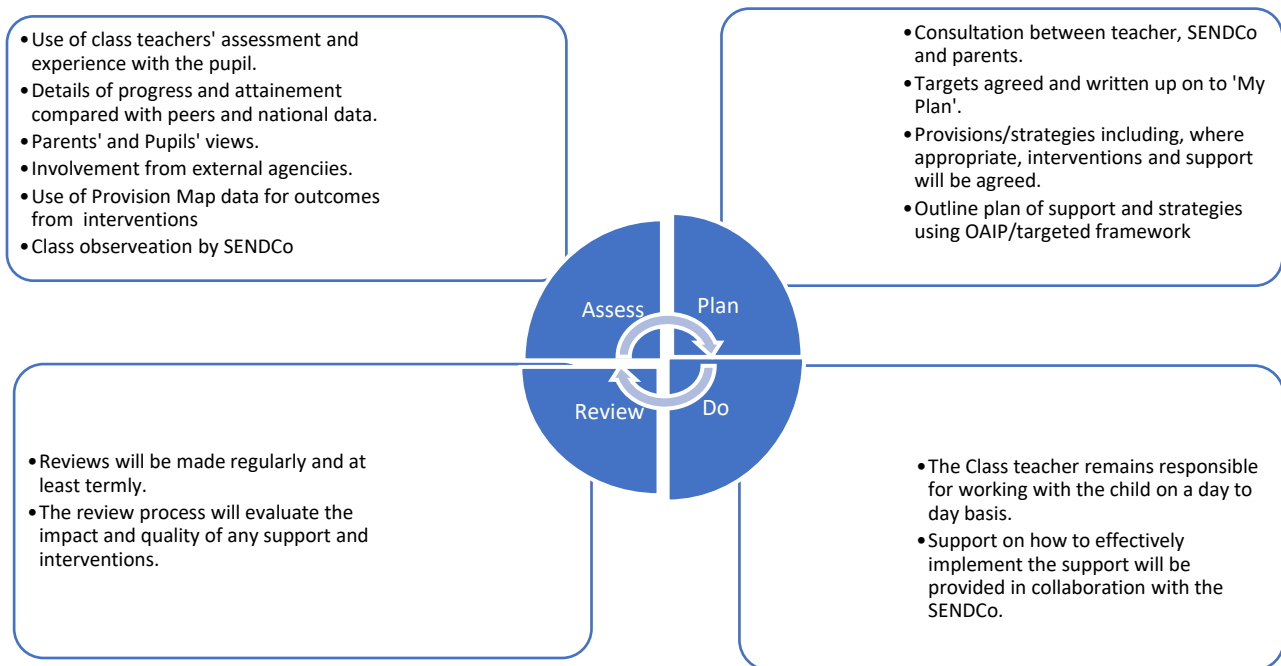 •Use of class teachers' assessment and
experience with the pupil.
•Details of progress and attainement
compared with peers and national data.
•Parents' and Pupils' views.
•Involvement from external agenciies.
•Use of Provision Map data for outcomes
from interventions
•Class observeation by SENDCo
•Consultation between teacher, SENDCo
and parents.
•Targets agreed and written up on to 'My
Plan'.
•Provisions/strategies including, where
appropriate, interventions and support
will be agreed.
•Outline plan of support and strategies
using OAIP/targeted framework
Assess
Plan
Review
Do
•Reviews will be made regularly and at
least termly.
•The review process will evaluate the
impact and quality of any support and
interventions.
•The Class teacher remains responsible
for working with the child on a day to
day basis.
•Support on how to effectively
implement the support will be
provided in collaboration with the
SENDCo.